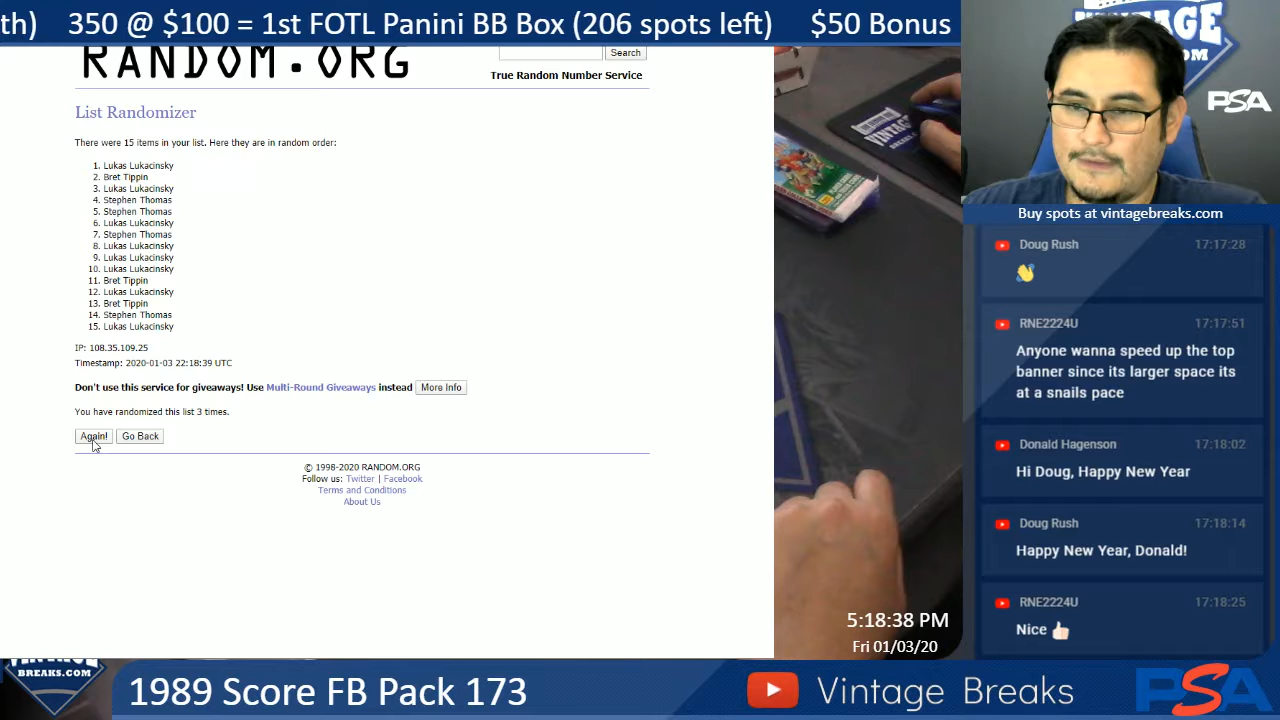 th)   350 @ $100 = 1st FOTL Panini BB Box (206 spots left)   $50 Bonus
RANDOM.ORG
Search
True Random Number Service
List Randomizer
There were 15 items in your list. Here they are in random order:
1. Lukas Lukacinsky
2. Bret Tippin
3. Lukas Lukacinsky
4. Stephen Thomas
5. Stephen Thomas
6. Lukas Lukacinsky
7. Stephen Thomas
8. Lukas Lukacinsky
9. Lukas Lukacinsky
10. Lukas Lukacinsky
11. Bret Tippin
12. Lukas Lukacinsky
13. Bret Tippin
14. Stephen Thomas
15. Lukas Lukacinsky
IP: 108.35.109.25
Timestamp: 2020-01-03 22:18:39 UTC
Don't use this service for giveaways! Use Multi-Round Giveaways instead More Info
You have randomized this list 3 times.
Again! Go Back
© 1998-2020 RANDOM.ORG
Follow us: Twitter | Facebook
Terms and Conditions
About Us
VINTAGE
PSA
Buy spots at vintagebreaks.com
Doug Rush 17:17:28
👋
RNE2224U 17:17:51
Anyone wanna speed up the top
banner since its larger space its
at a snails pace
Donald Hagenson 17:18:02
Hi Doug, Happy New Year
Doug Rush 17:18:14
Happy New Year, Donald!
RNE2224U 17:18:25
Nice 👍🏻
5:18:38 PM
Fri 01/03/20
BREAKS.COM
1989 Score FB Pack 173
Vintage Breaks
PSA